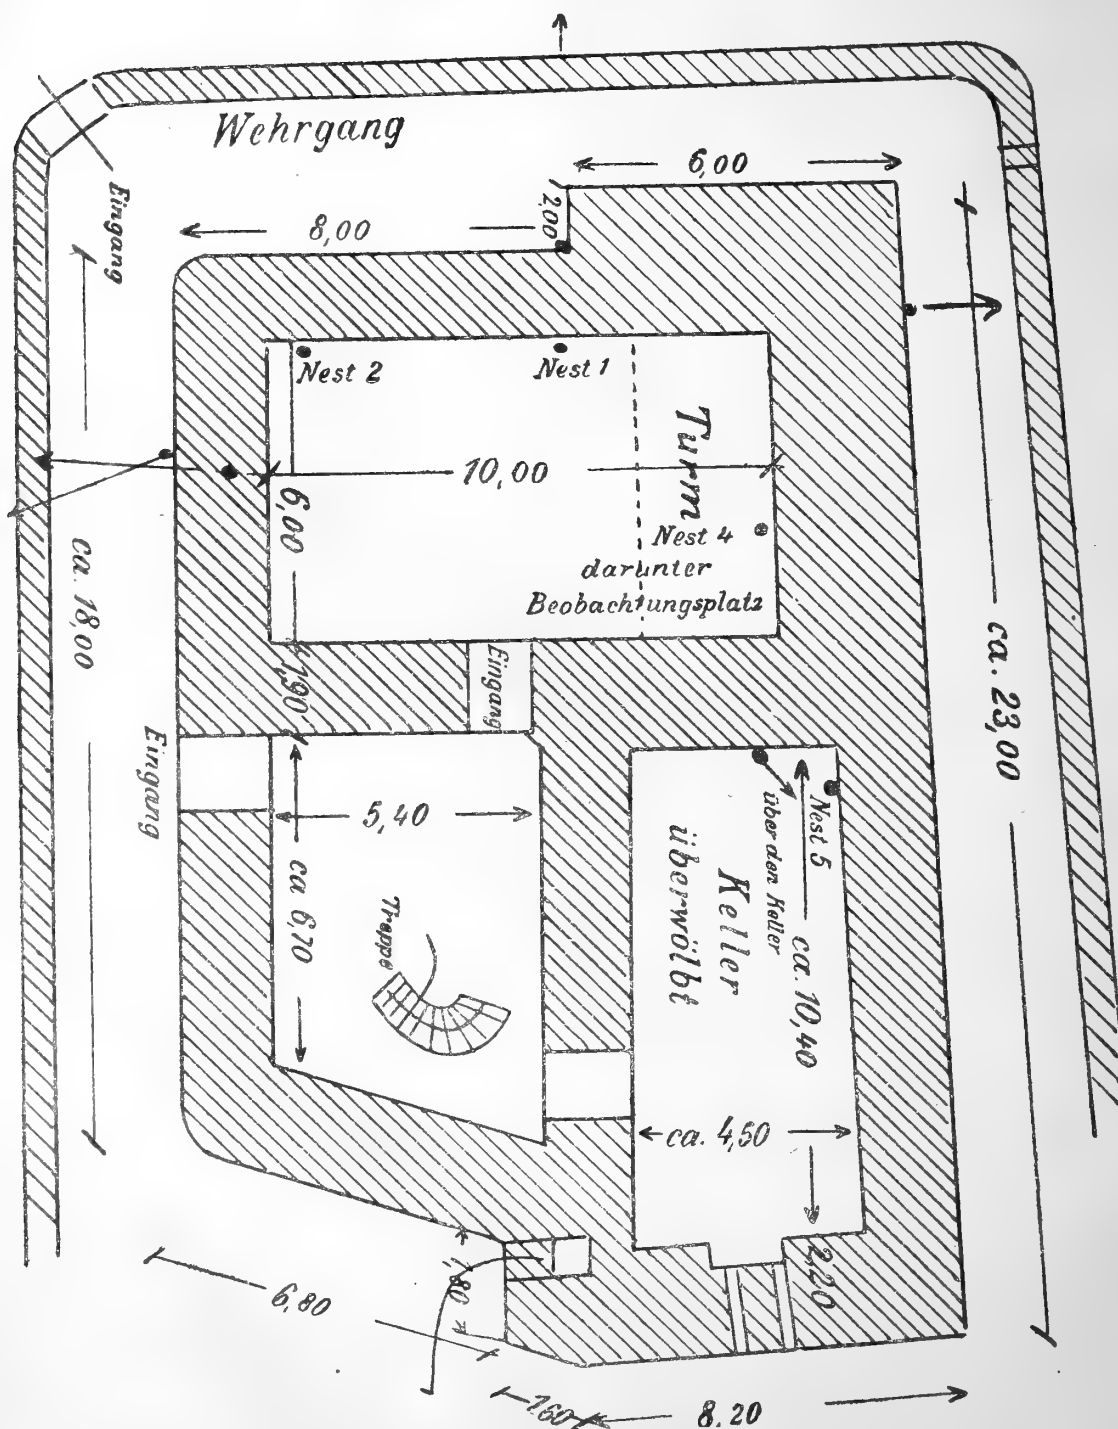 Wehrgang
6,00
2,00
8,00
Eingang
Nest 2
Nest 1
Turm
10,00
6,00
Nest 4
darunter
Beobachtungsplatz
ca. 18,00
ca. 23,00
1,90
Eingang
Eingang
5,40
ca 6,70
Treppe
Nest 5
über den Keller
Keller
überwölbt
ca. 10,40
ca. 4,50
2,20
1,80
6,80
1,60
8.20